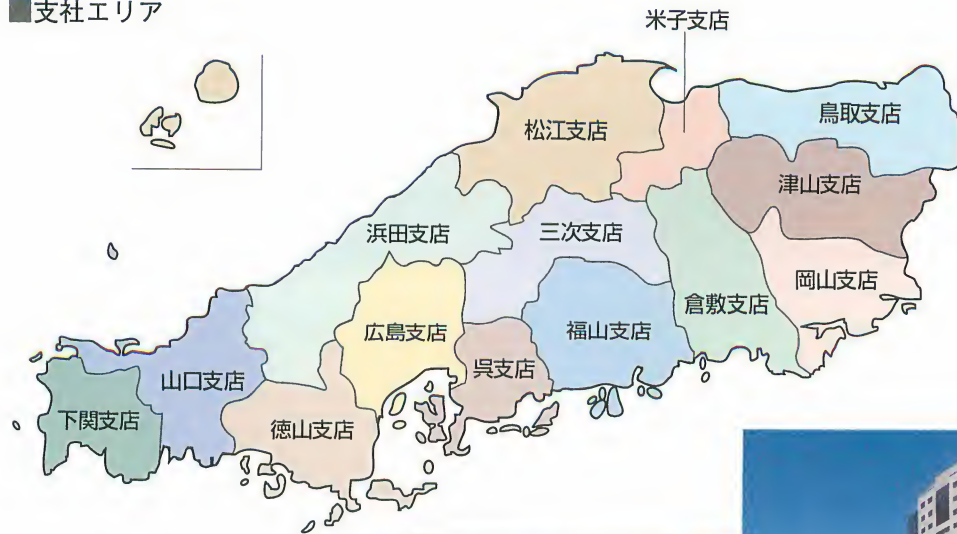 ■支社エリア
米子支店
鳥取支店
松江支店
津山支店
浜田支店
三次支店
岡山支店
倉敷支店
広島支店
福山支店
呉支店
山口支店
下関支店
徳山支店